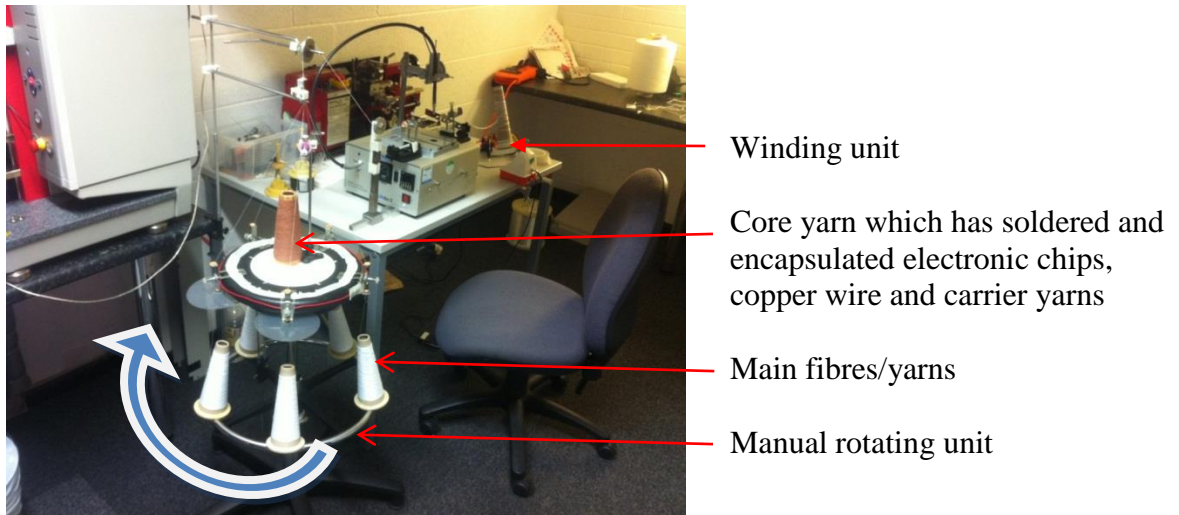 Winding unit
Core yarn which has soldered and
encapsulated electronic chips,
copper wire and carrier yarns
Main fibres/yarns
Manual rotating unit